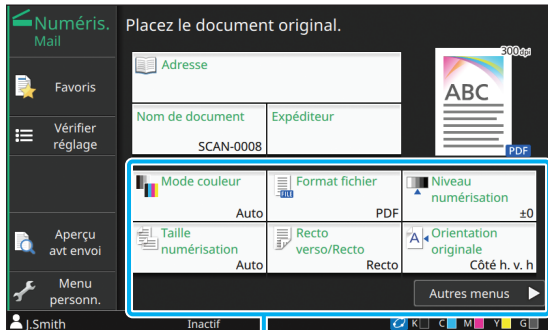 Numéris.
Mail
Placez le document original.
300dpi
Adresse
ABC
PDF
Favoris
Nom de document
SCAN-0008
Expéditeur
Vérifier
réglage
Mode couleur
Auto
Format fichier
FILE
PDF
Niveau
numérisation
±0
Aperçu
avt envoi
Taille
numérisation
Auto
Recto
verso/Recto
Recto
A
Orientation
originale
Côté h. v. h
Menu
personn.
Autres menus
J.Smith
Inactif
K C M Y G